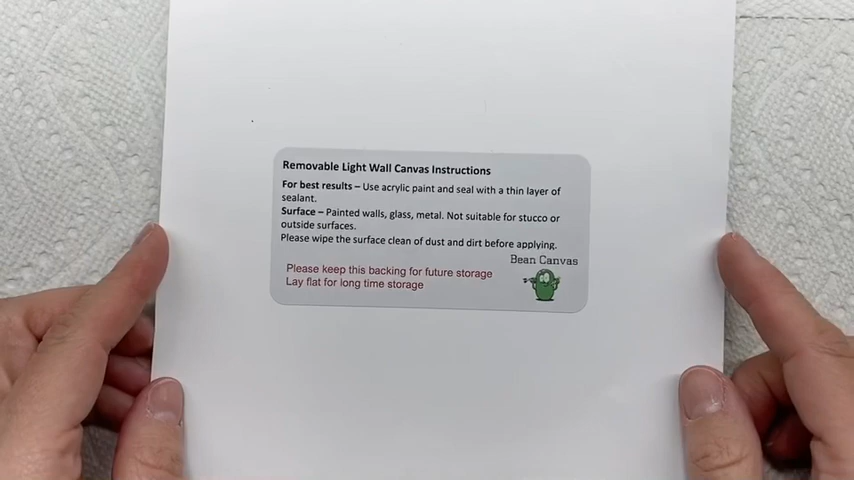 Removable Light Wall Canvas Instructions
For best results – Use acrylic paint and seal with a thin layer of
sealant.
Surface – Painted walls, glass, metal. Not suitable for stucco or
outside surfaces.
Please wipe the surface clean of dust and dirt before applying.
Bean Canvas
Please keep this backing for future storage
Lay flat for long time storage